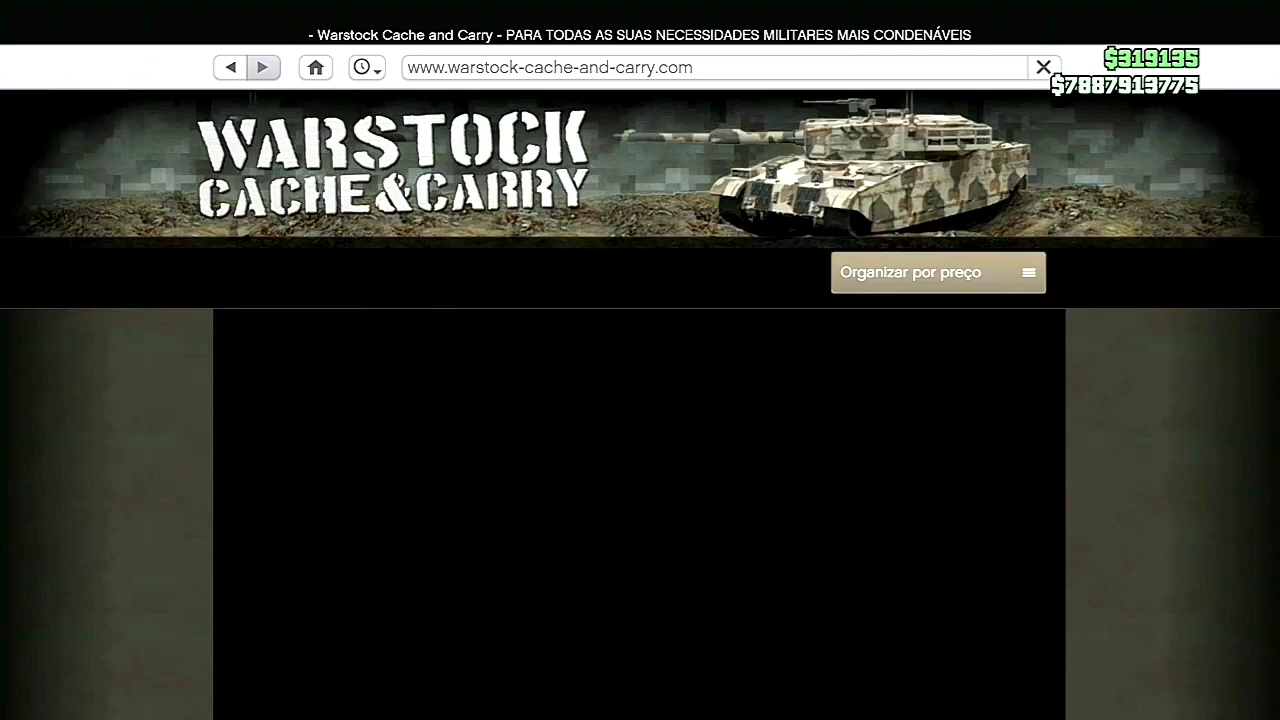 - Warstock Cache and Carry - PARA TODAS AS SUAS NECESSIDADES MILITARES MAIS CONDENÁVEIS
www.warstock-cache-and-carry.com
$319135
$7887913775
WARSTOCK
CACHE&CARRY
Organizar por preço